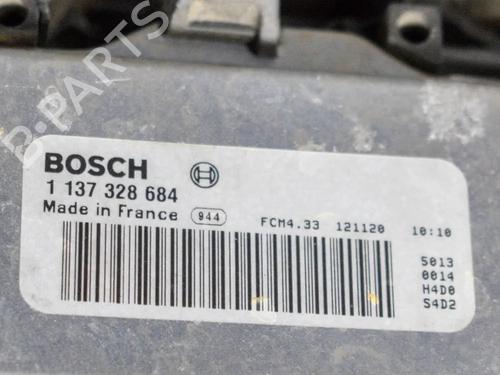 B-PARTS
BOSCH
1 137 328 684
Made in France 944 FCM4.33 121120 10:10
5013
0014
H4D0
S4D2